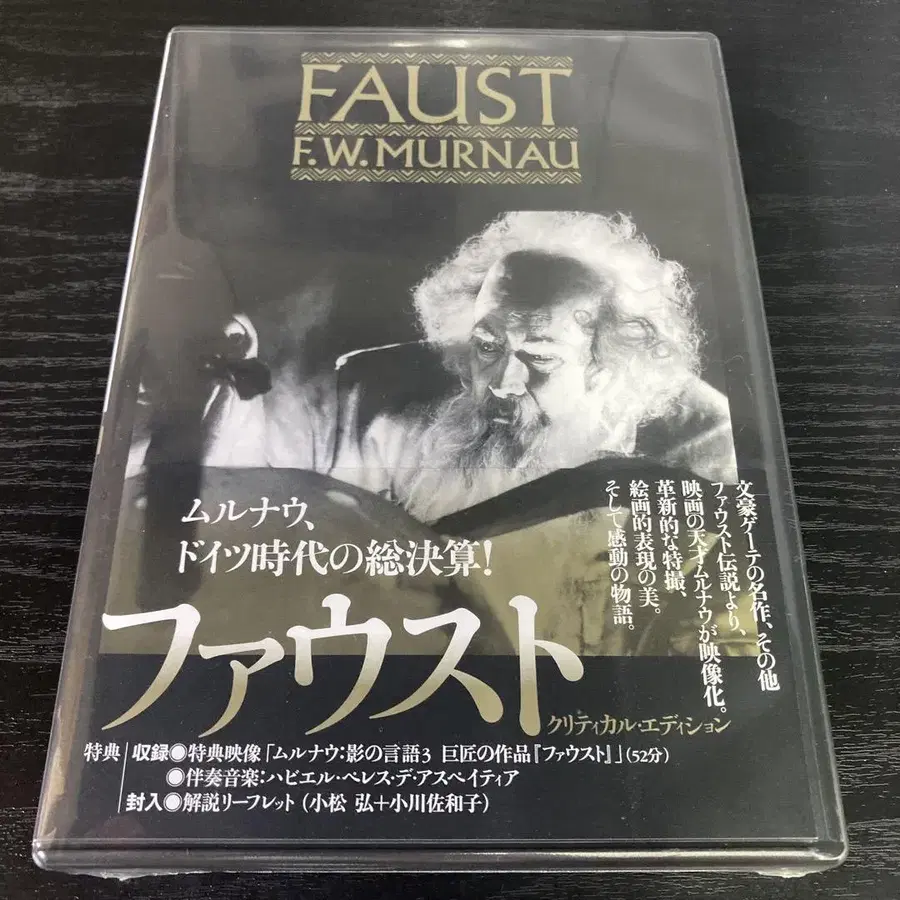 FAUST
F.W.MURNAU
文豪ゲーテの名作、その他
ファウスト伝説より、
映画の天才ムルナウが映像化。
革新的な特撮、
絵画的表現の美。
そして感動の物語。
ムルナウ、
ドイツ時代の総決算!
ファウスト
クリティカル・エディション
特典 収録◉特典映像「ムルナウ:影の言語3 巨匠の作品『ファウスト』」(52分)
◉伴奏音楽:ハビエル・ペレス・デ・アスペイティア
封入◉解説リーフレット (小松 弘+小川佐和子)